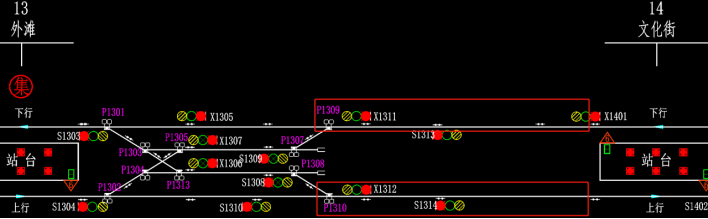 13
外滩
14
文化街
集
P1301
X1305
P1309
X1311
X1401
下行
下行
S1303
P1305
X1307
P1307
S1313
站台
P1303
S1309
站台
X1306
P1308
P1304
S1308
P1302
P1313
X1312
上行
S1304
S1310
P1310
S1314
上行
S1402